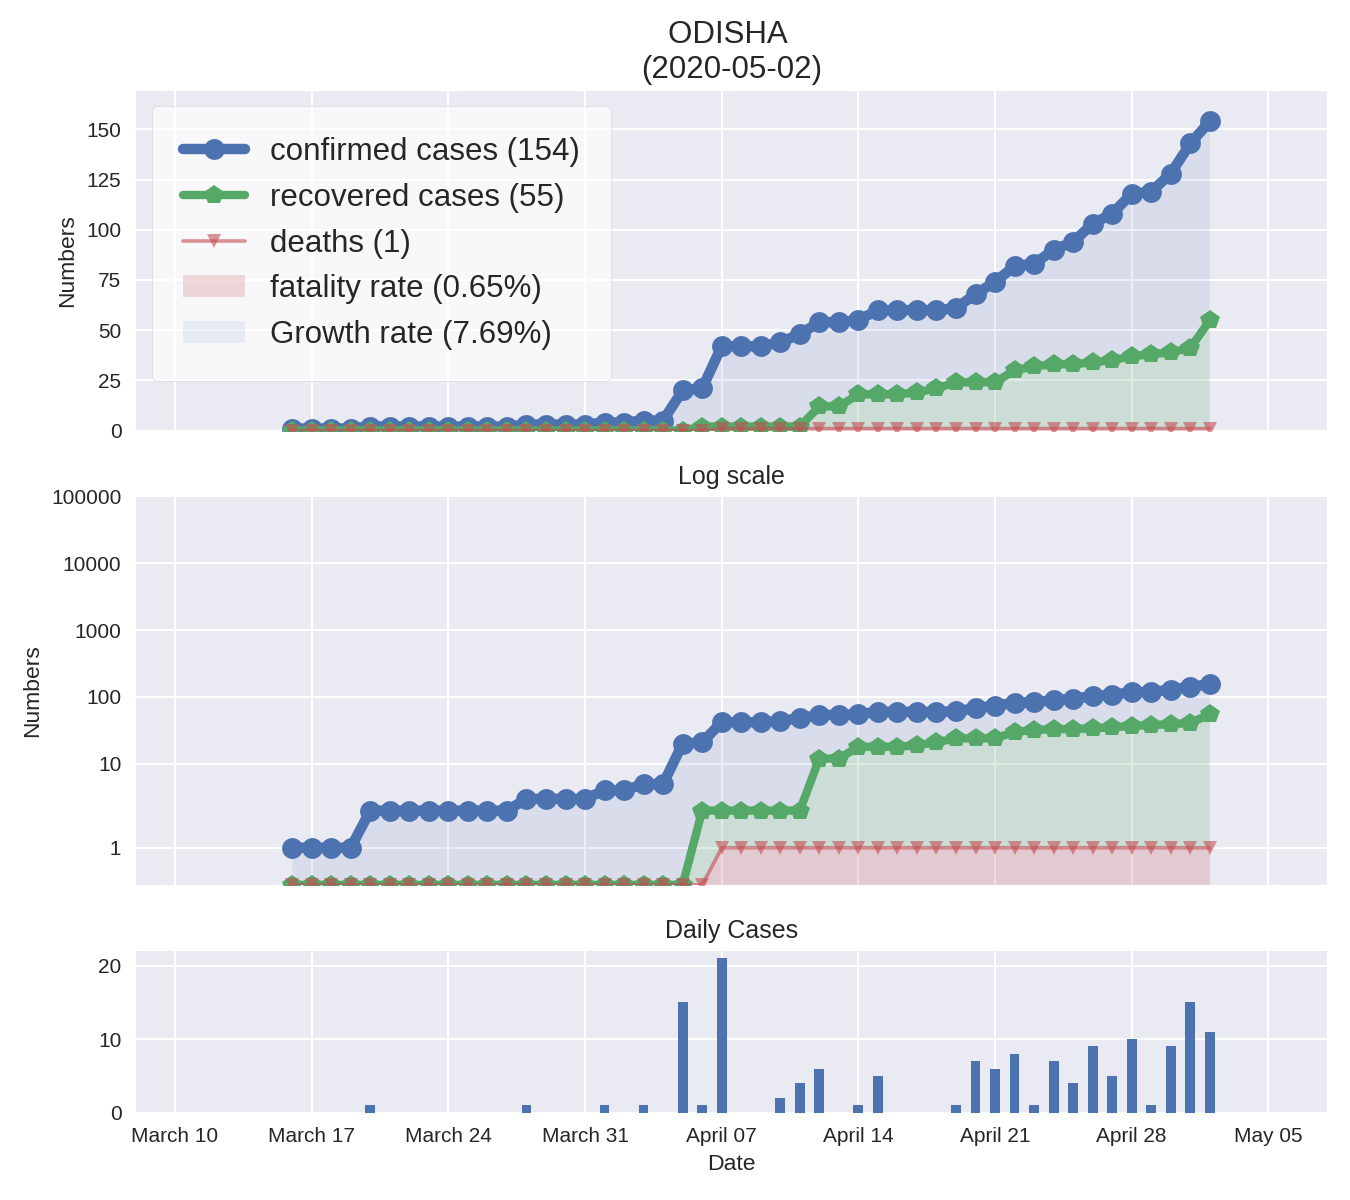 ODISHA
(2020-05-02)
150
125
100
75
50
25
0
Numbers
confirmed cases (154)
recovered cases (55)
deaths (1)
fatality rate (0.65%)
Growth rate (7.69%)
Log scale
100000
10000
1000
100
10
1
Numbers
Daily Cases
20
10
0
March 10 March 17 March 24 March 31 April 07 April 14 April 21 April 28 May 05
Date